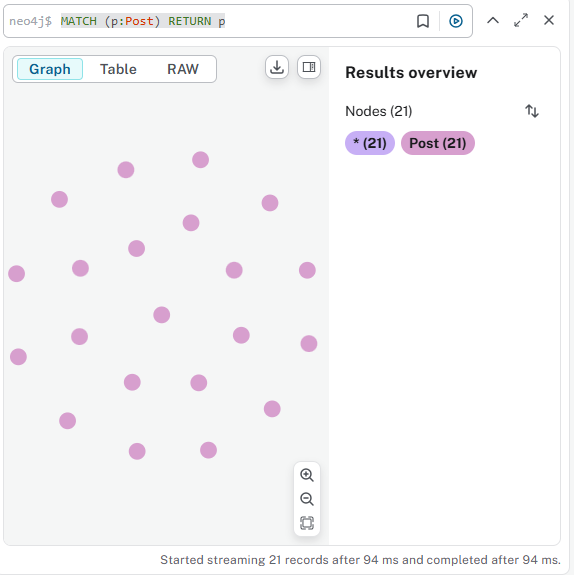 neo4j$ MATCH (p:Post) RETURN p
Graph Table RAW
Results overview
Nodes (21)
* (21) Post (21)
Started streaming 21 records after 94 ms and completed after 94 ms.